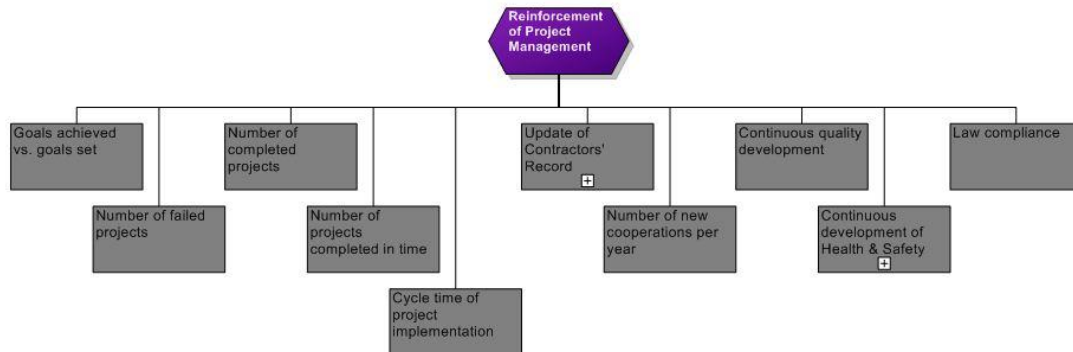 Reinforcement
of Project
Management
Goals achieved
vs. goals set
Number of
completed
projects
Update of
Contractors'
Record
Continuous quality
development
Law compliance
Number of failed
projects
Number of
projects
completed in time
Number of new
cooperations per
year
Continuous
development of
Health & Safety
Cycle time of
project
implementation